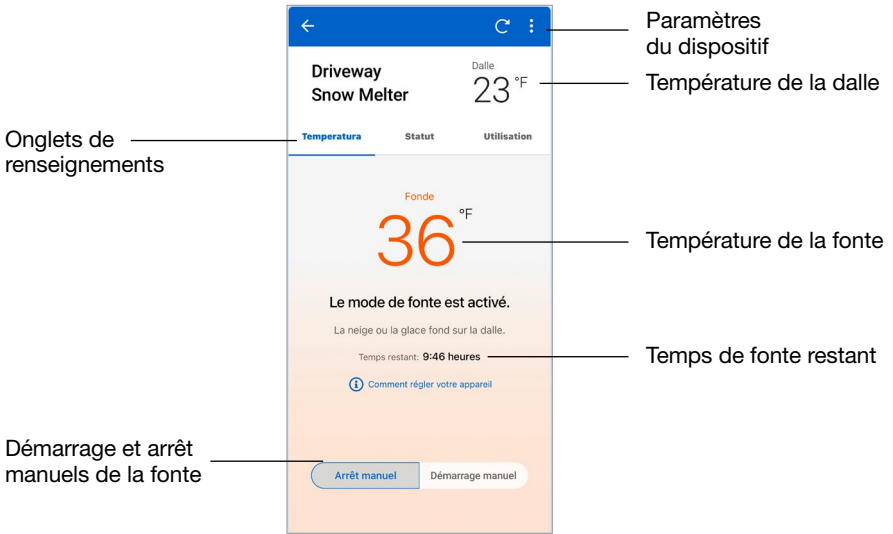 Paramètres
du dispositif
Driveway
Snow Melter
Dalle
23 °F
Température de la dalle
Temperatura Statut Utilisation
Onglets de
renseignements
Fonde
36 °F
Température de la fonte
Le mode de fonte est activé.
La neige ou la glace fond sur la dalle.
Temps restant: 9:46 heures
Temps de fonte restant
i Comment régler votre appareil
Démarrage et arrêt
manuels de la fonte
Arrêt manuel Démarrage manuel